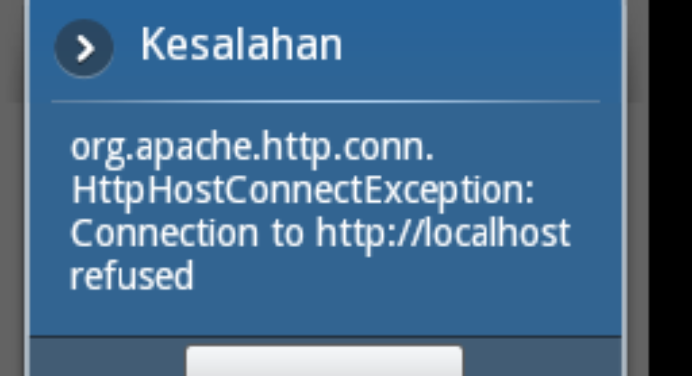 Kesalahan
org.apache.http.conn.
HttpHostConnectException:
Connection to http://localhost
refused